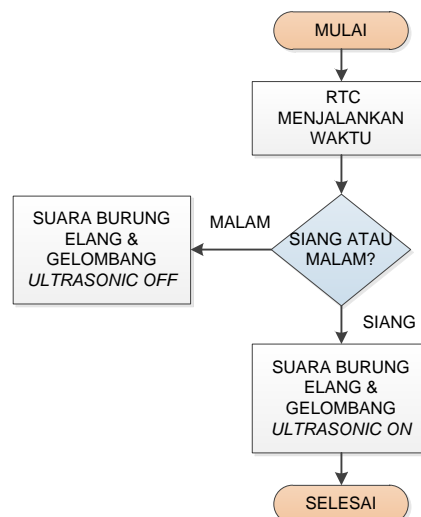 MULAI
RTC
MENJALANKAN
WAKTU
SIANG ATAU
MALAM?
MALAM
SUARA BURUNG
ELANG &
GELOMBANG
ULTRASONIC OFF
SIANG
SUARA BURUNG
ELANG &
GELOMBANG
ULTRASONIC ON
SELESAI